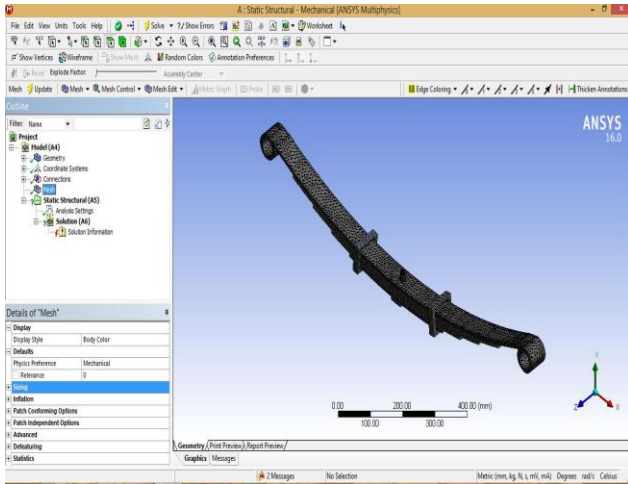 A : Static Structural - Mechanical [ANSYS Multiphysics]
File Edit View Units Tools Help Solve ?/ Show Errors Worksheet
Show Vertices Wireframe Show Mesh Random Colors Annotation Preferences
Reset Explode Factor: Assembly Center
Mesh Update Mesh Mesh Control Mesh Edit Metric Graph Probe Edge Coloring Thicken Annotations
Outline
Filter: Name
Project
Model (A4)
Geometry
Coordinate Systems
Connections
Mesh
Static Structural (A5)
Analysis Settings
Solution (A6)
Solution Information
ANSYS
16.0
Details of "Mesh"
Display
Display Style Body Color
Defaults
Physics Preference Mechanical
Relevance 0
Sizing
Inflation
Patch Conforming Options
Patch Independent Options
Advanced
Defeaturing
Statistics
0.00 200.00 400.00 (mm)
100.00 300.00
Y
Z X
Geometry Print Preview Report Preview
Graphics Messages
2 Messages No Selection Metric (mm, kg, N, s, mV, mA) Degrees rad/s Celsius